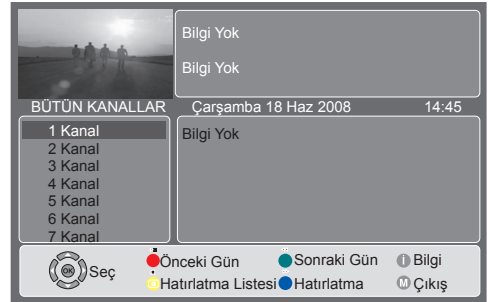 Bilgi Yok
Bilgi Yok
BÜTÜN KANALLAR Çarşamba 18 Haz 2008 14:45
1 Kanal
2 Kanal
3 Kanal
4 Kanal
5 Kanal
6 Kanal
7 Kanal
Bilgi Yok
OK Seç
Önceki Gün Sonraki Gün i Bilgi
Hatırlatma Listesi Hatırlatma M Çıkış